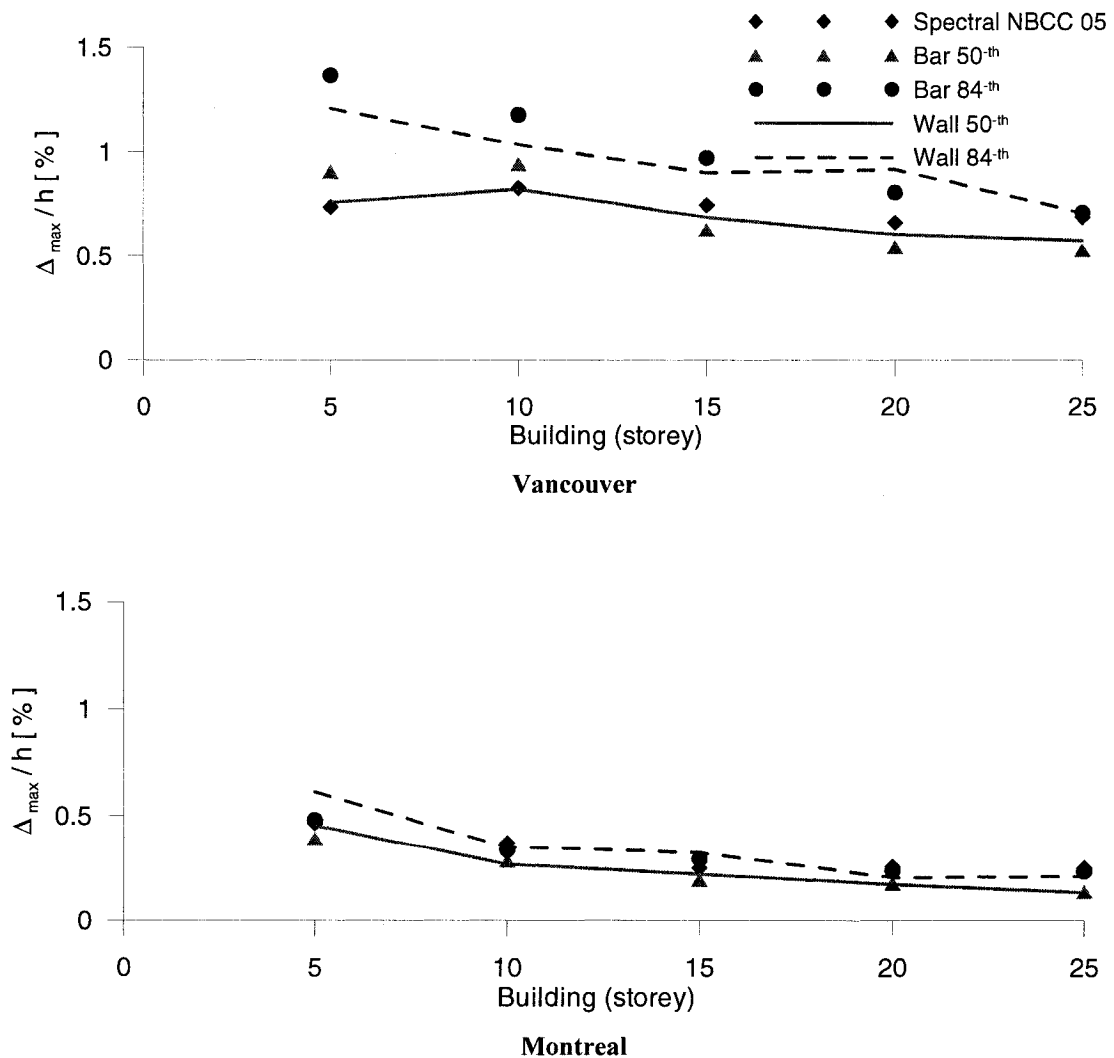 Spectral NBCC 05
Bar 50-th
Bar 84-th
Wall 50-th
Wall 84-th
1.5
1
0.5
0
Δmax / h [ % ]
0 5 10 15 20 25
Building (storey)
Vancouver
1.5
1
0.5
0
Δmax / h [ % ]
0 5 10 15 20 25
Building (storey)
Montreal